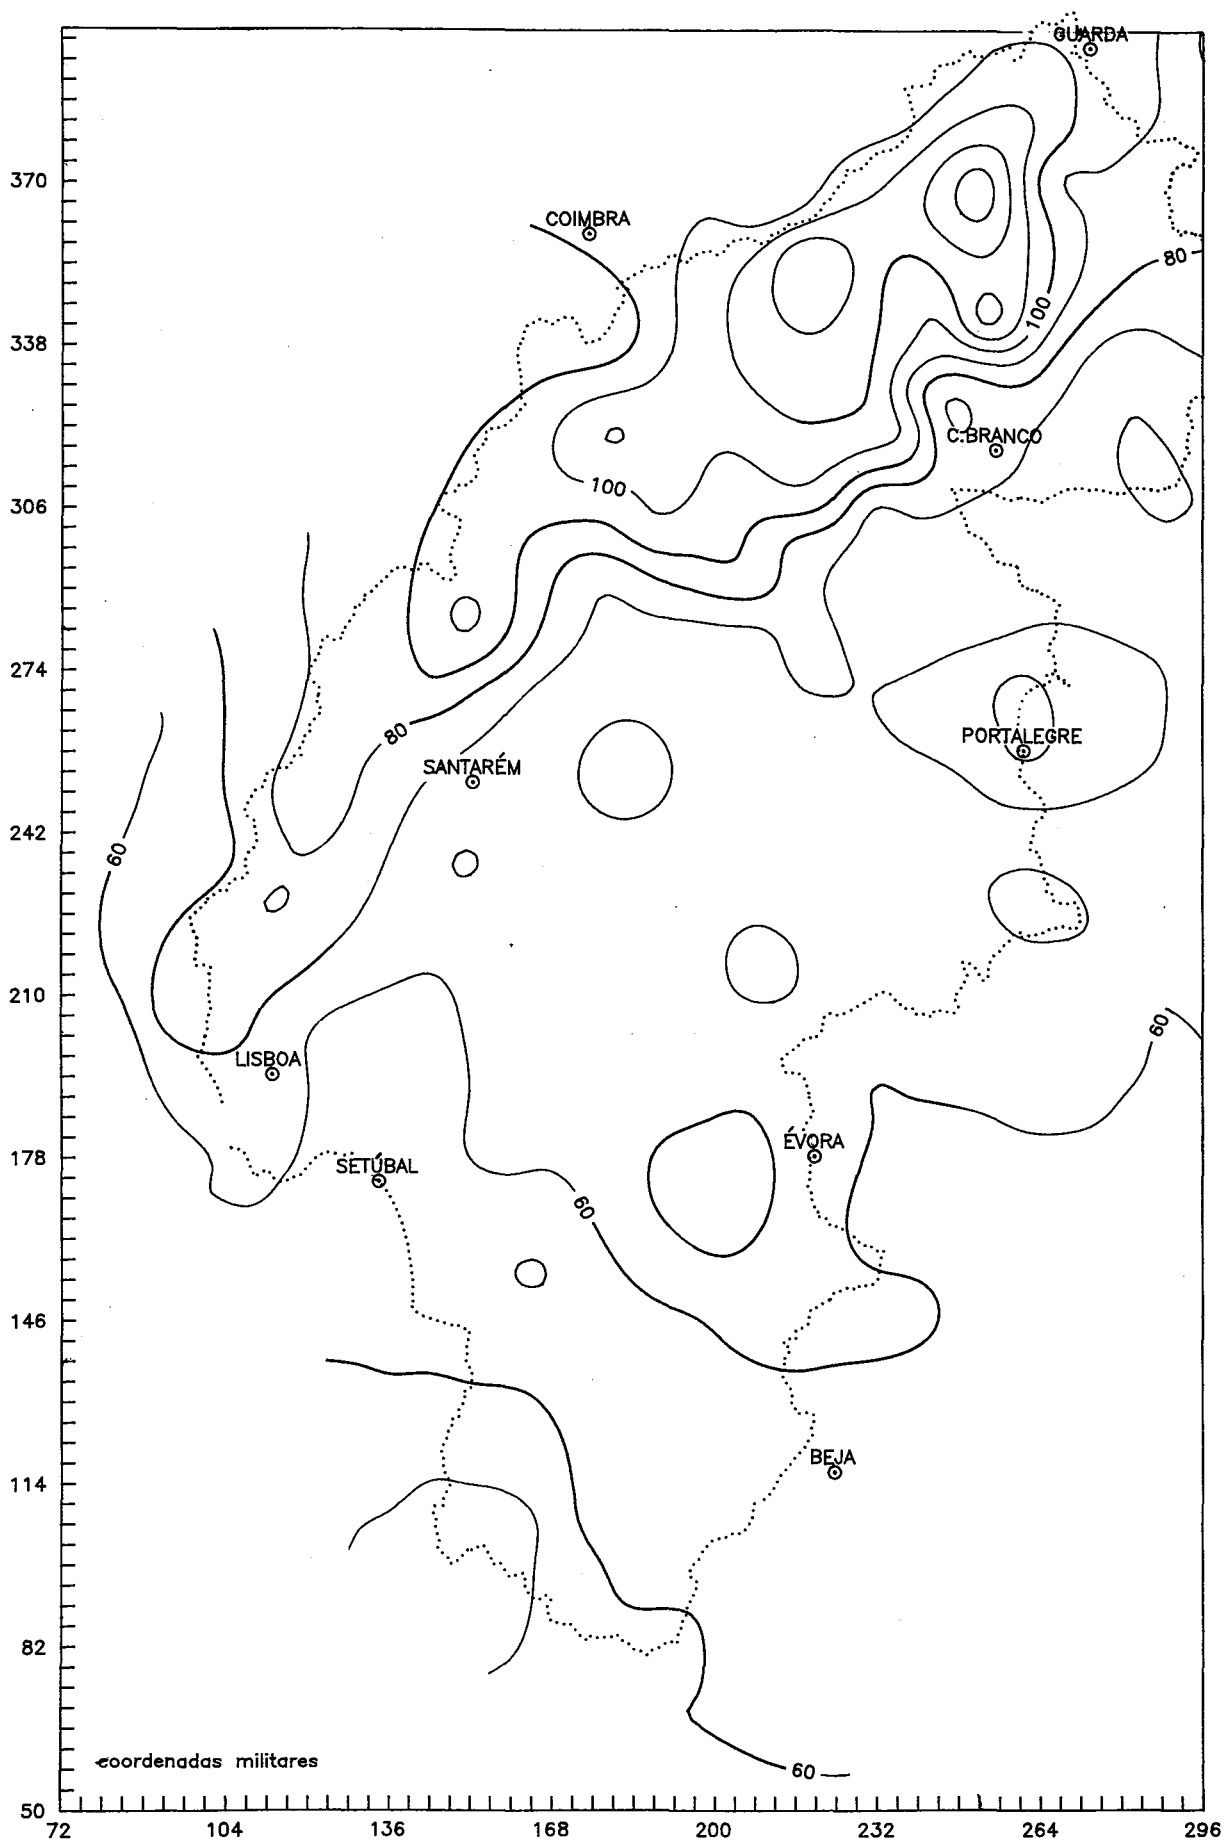 GUARDA
370
COIMBRA
80
100
338
C.BRANCO
100
306
274
80
PORTALEGRE
SANTARÉM
242
60
210
60
LISBOA
ÉVORA
178
SETÚBAL
60
146
BEJA
114
82
coordenadas militares
60
50
72 104 136 168 200 232 264 296